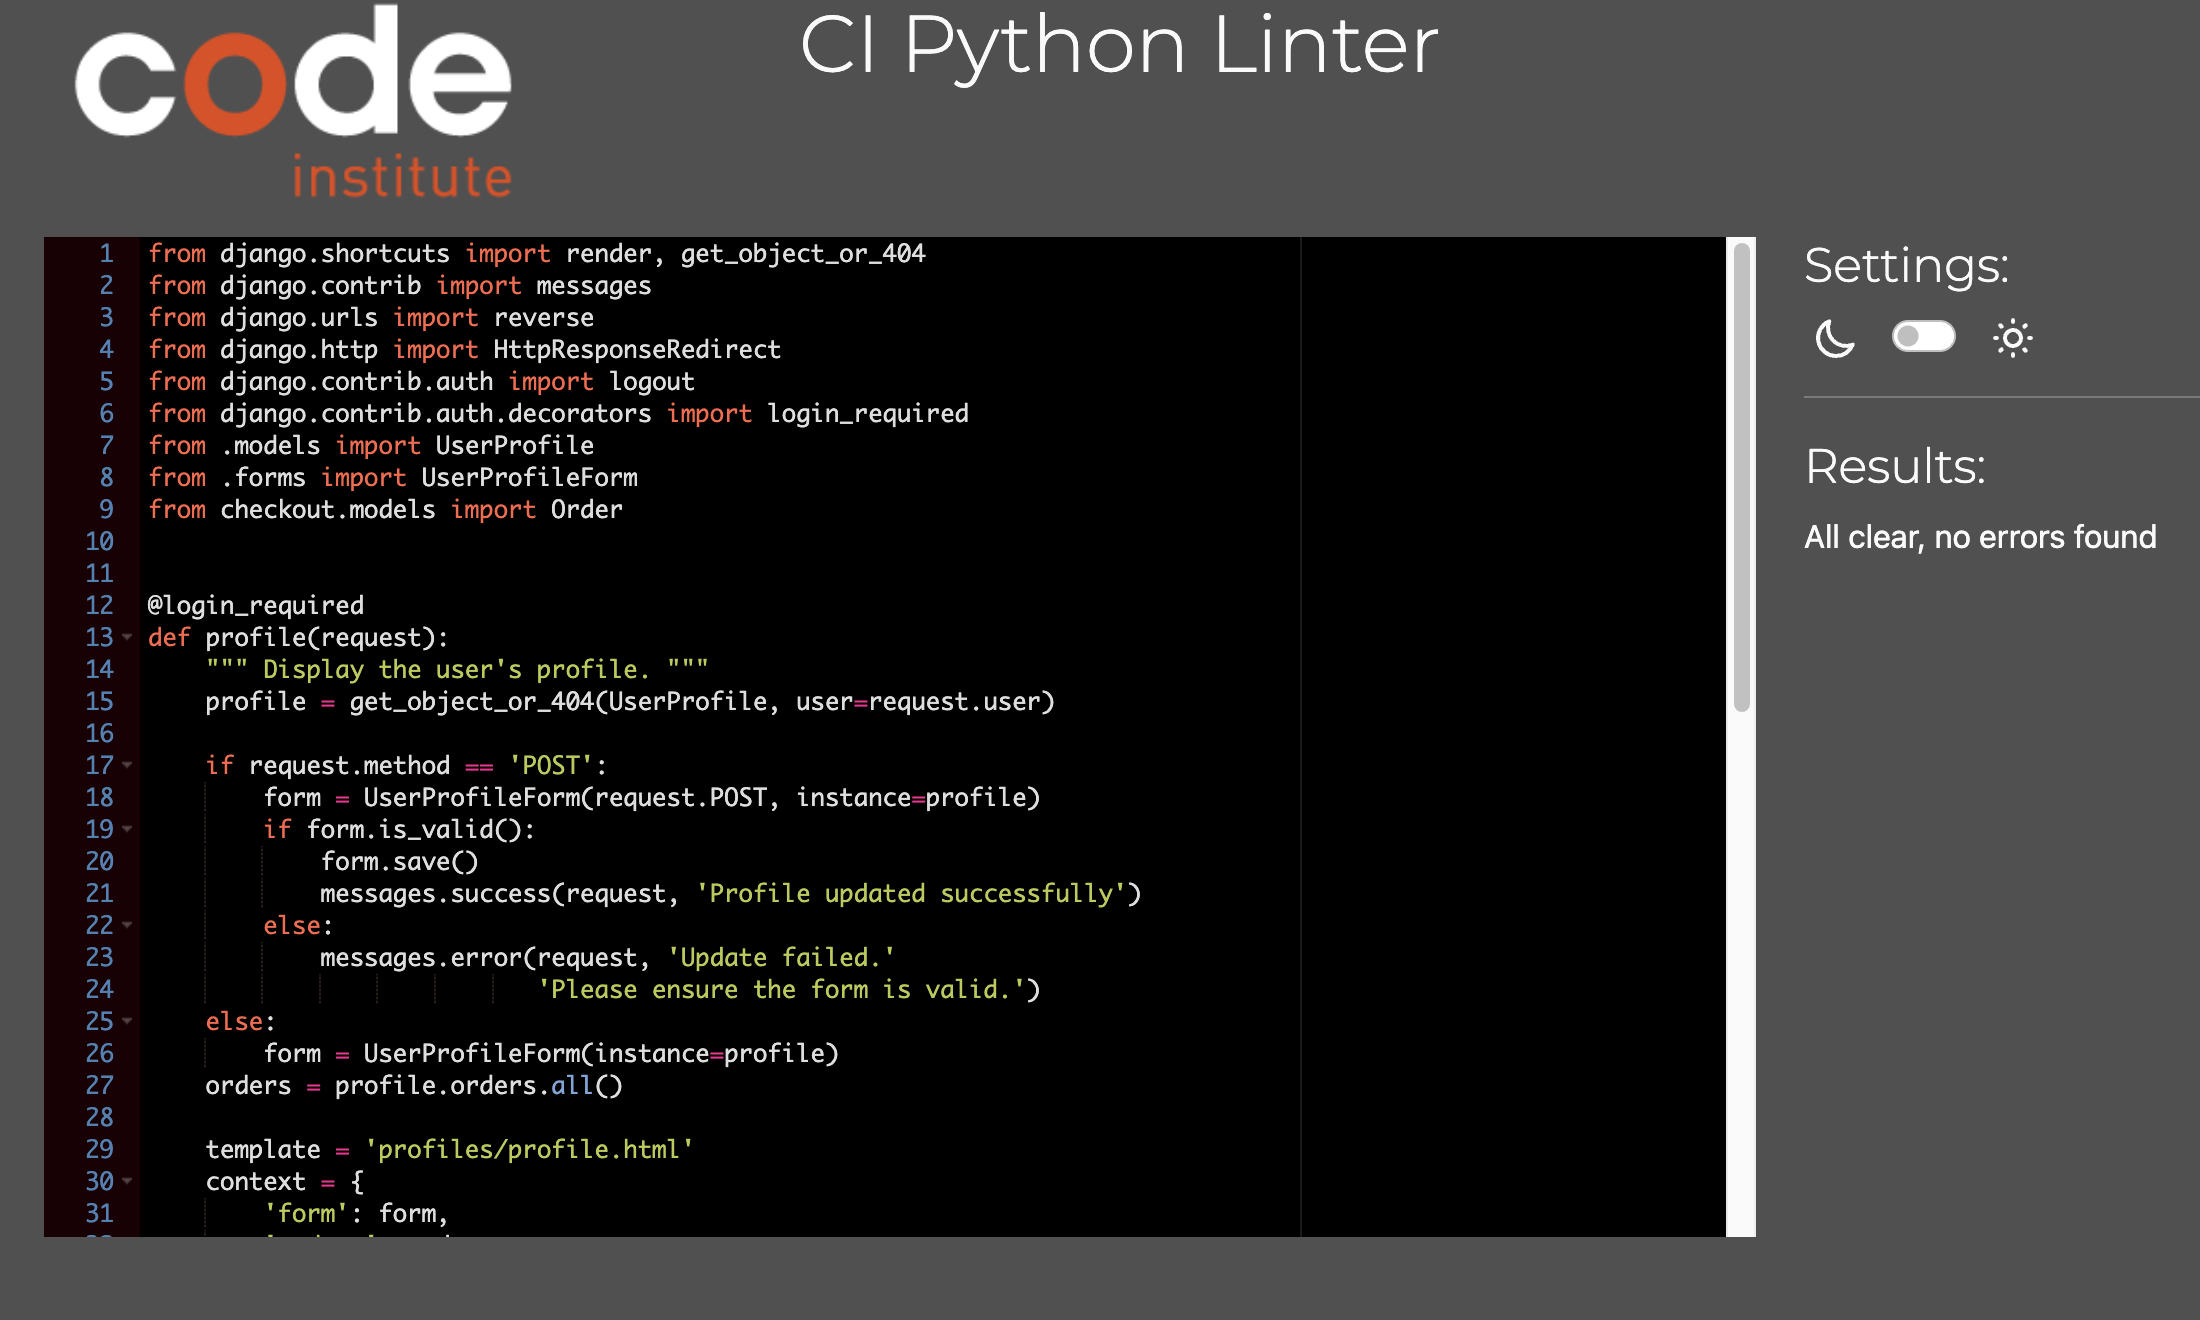 code
institute
CI Python Linter
1 from django.shortcuts import render, get_object_or_404
2 from django.contrib import messages
3 from django.urls import reverse
4 from django.http import HttpResponseRedirect
5 from django.contrib.auth import logout
6 from django.contrib.auth.decorators import login_required
7 from .models import UserProfile
8 from .forms import UserProfileForm
9 from checkout.models import Order
10
11
12 @login_required
13 def profile(request):
14     """ Display the user's profile. """
15     profile = get_object_or_404(UserProfile, user=request.user)
16
17     if request.method == 'POST':
18         form = UserProfileForm(request.POST, instance=profile)
19         if form.is_valid():
20             form.save()
21             messages.success(request, 'Profile updated successfully')
22         else:
23             messages.error(request, 'Update failed.'
24                            'Please ensure the form is valid.')
25     else:
26         form = UserProfileForm(instance=profile)
27     orders = profile.orders.all()
28
29     template = 'profiles/profile.html'
30     context = {
31         'form': form,
Settings:
Results:
All clear, no errors found